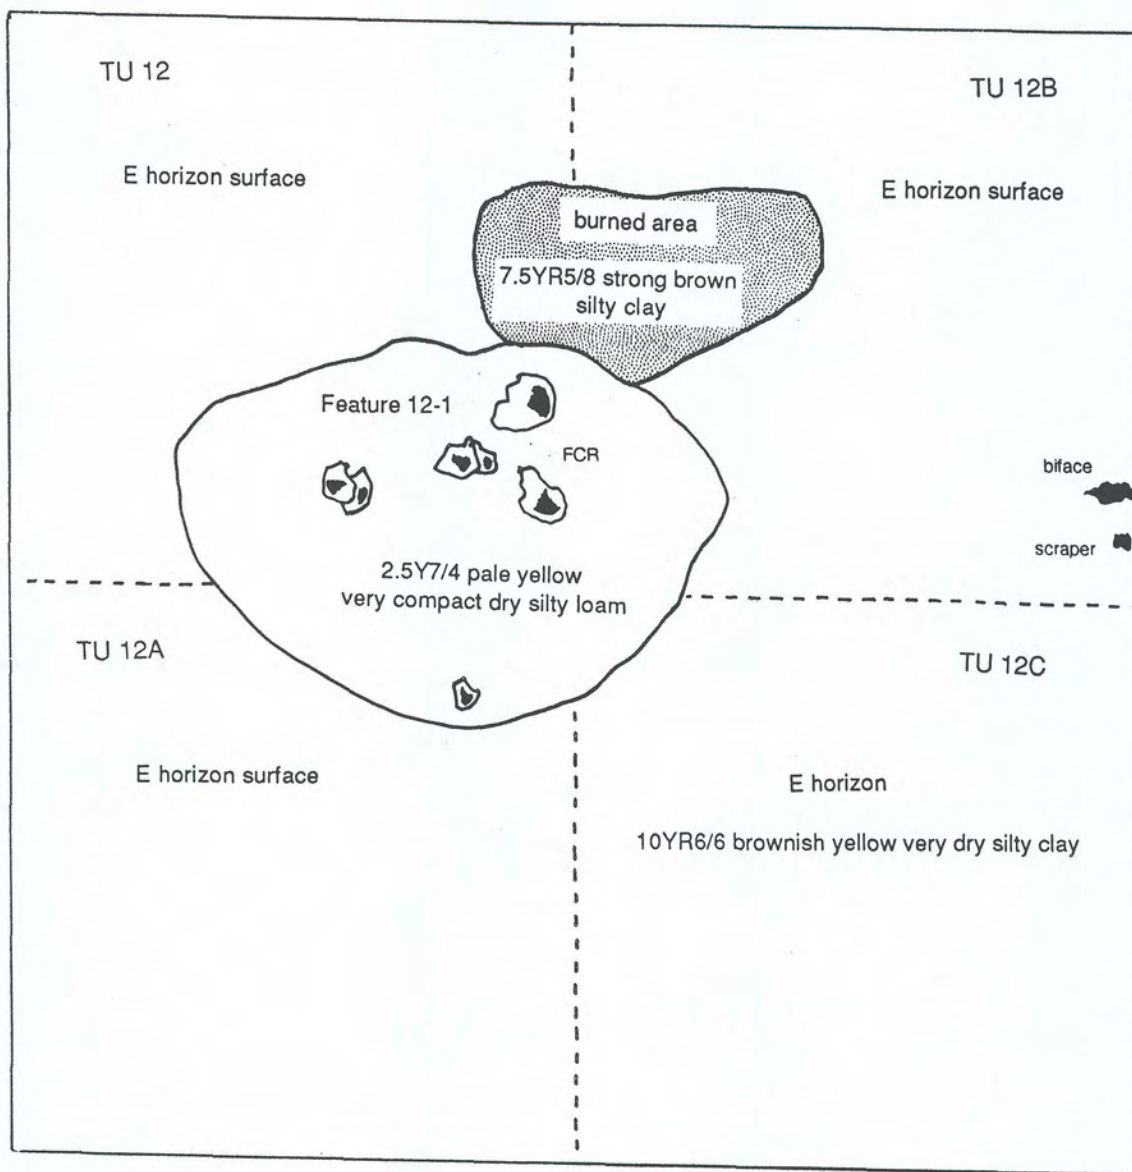 TU 12
TU 12B
E horizon surface
E horizon surface
burned area
7.5YR5/8 strong brown
silty clay
Feature 12-1
FCR
biface
scraper
2.5Y7/4 pale yellow
very compact dry silty loam
TU 12A
TU 12C
E horizon surface
E horizon
10YR6/6 brownish yellow very dry silty clay